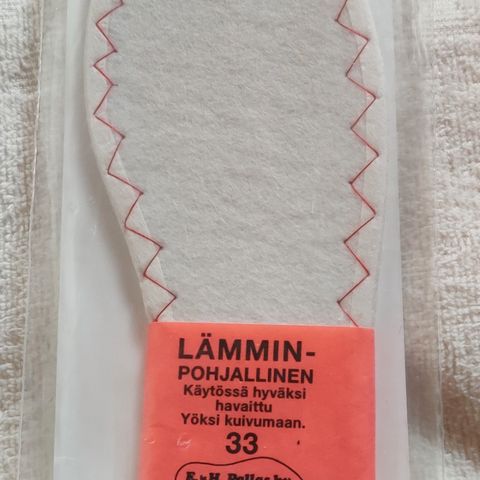 LÄMMIN-
POHJALLINEN
Käytössä hyväksi
havaittu
Yöksi kuivumaan.
33